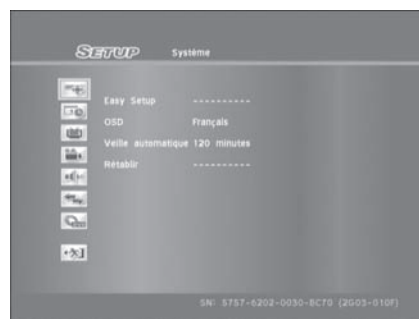 SETUP Système
Easy Setup ----------
OSD Français
Veille automatique 120 minutes
Rétablir ----------
SN: 5757-6202-0030-8C70 (2G05-010F)